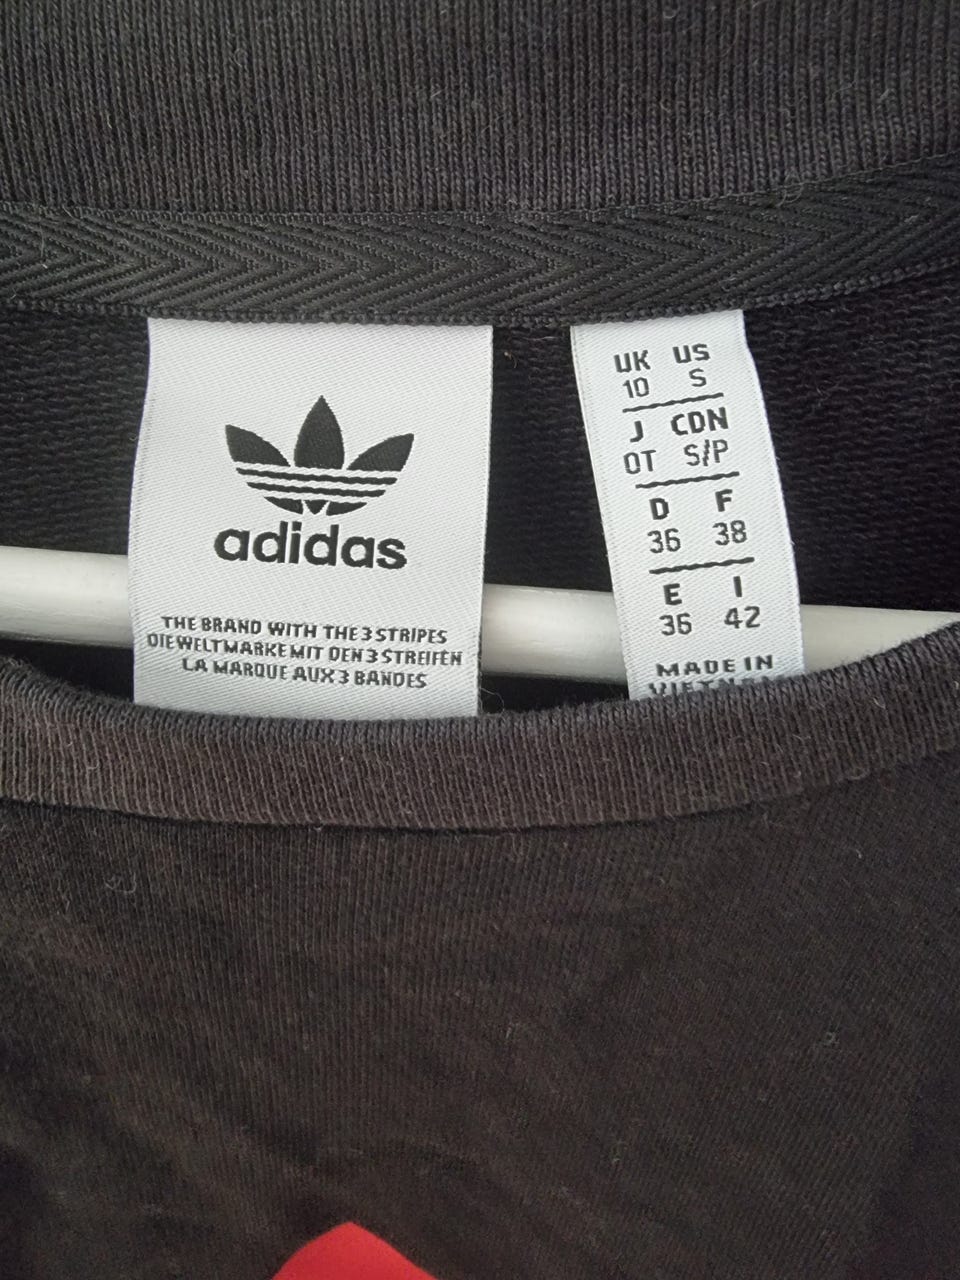 adidas
THE BRAND WITH THE 3 STRIPES
DIE WELTMARKE MIT DEN 3 STREIFEN
LA MARQUE AUX 3 BANDES
UK US
10 S
J CDN
OT S/P
D F
36 38
E I
36 42
MADE IN
VIETNAM